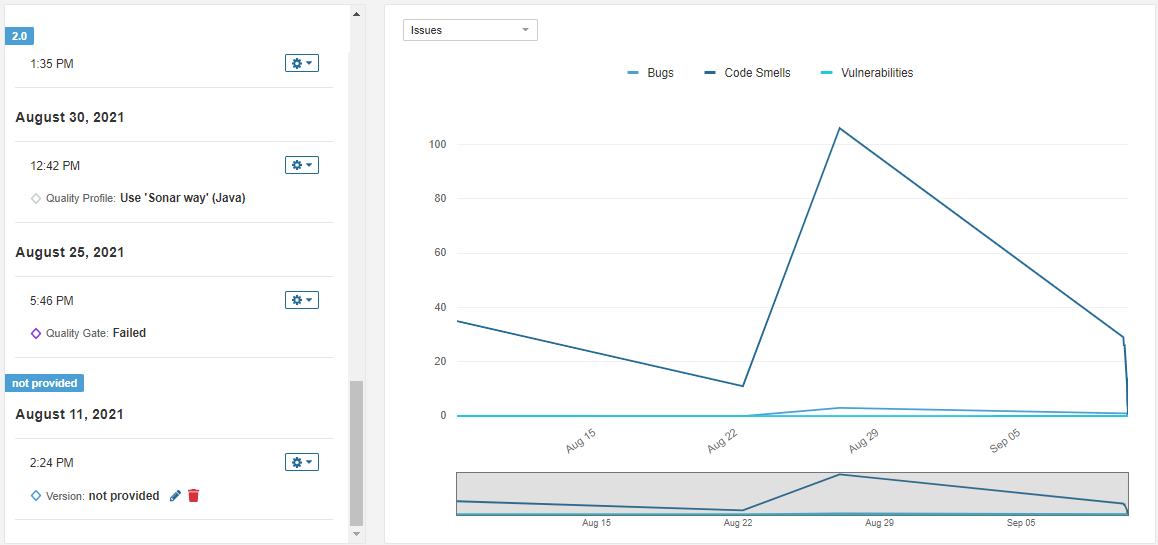 2.0
1:35 PM
August 30, 2021
12:42 PM
Quality Profile: Use 'Sonar way' (Java)
August 25, 2021
5:46 PM
Quality Gate: Failed
not provided
August 11, 2021
2:24 PM
Version: not provided
Issues
Bugs Code Smells Vulnerabilities
100
80
60
40
20
0
Aug 15 Aug 22 Aug 29 Sep 05
Aug 15 Aug 22 Aug 29 Sep 05